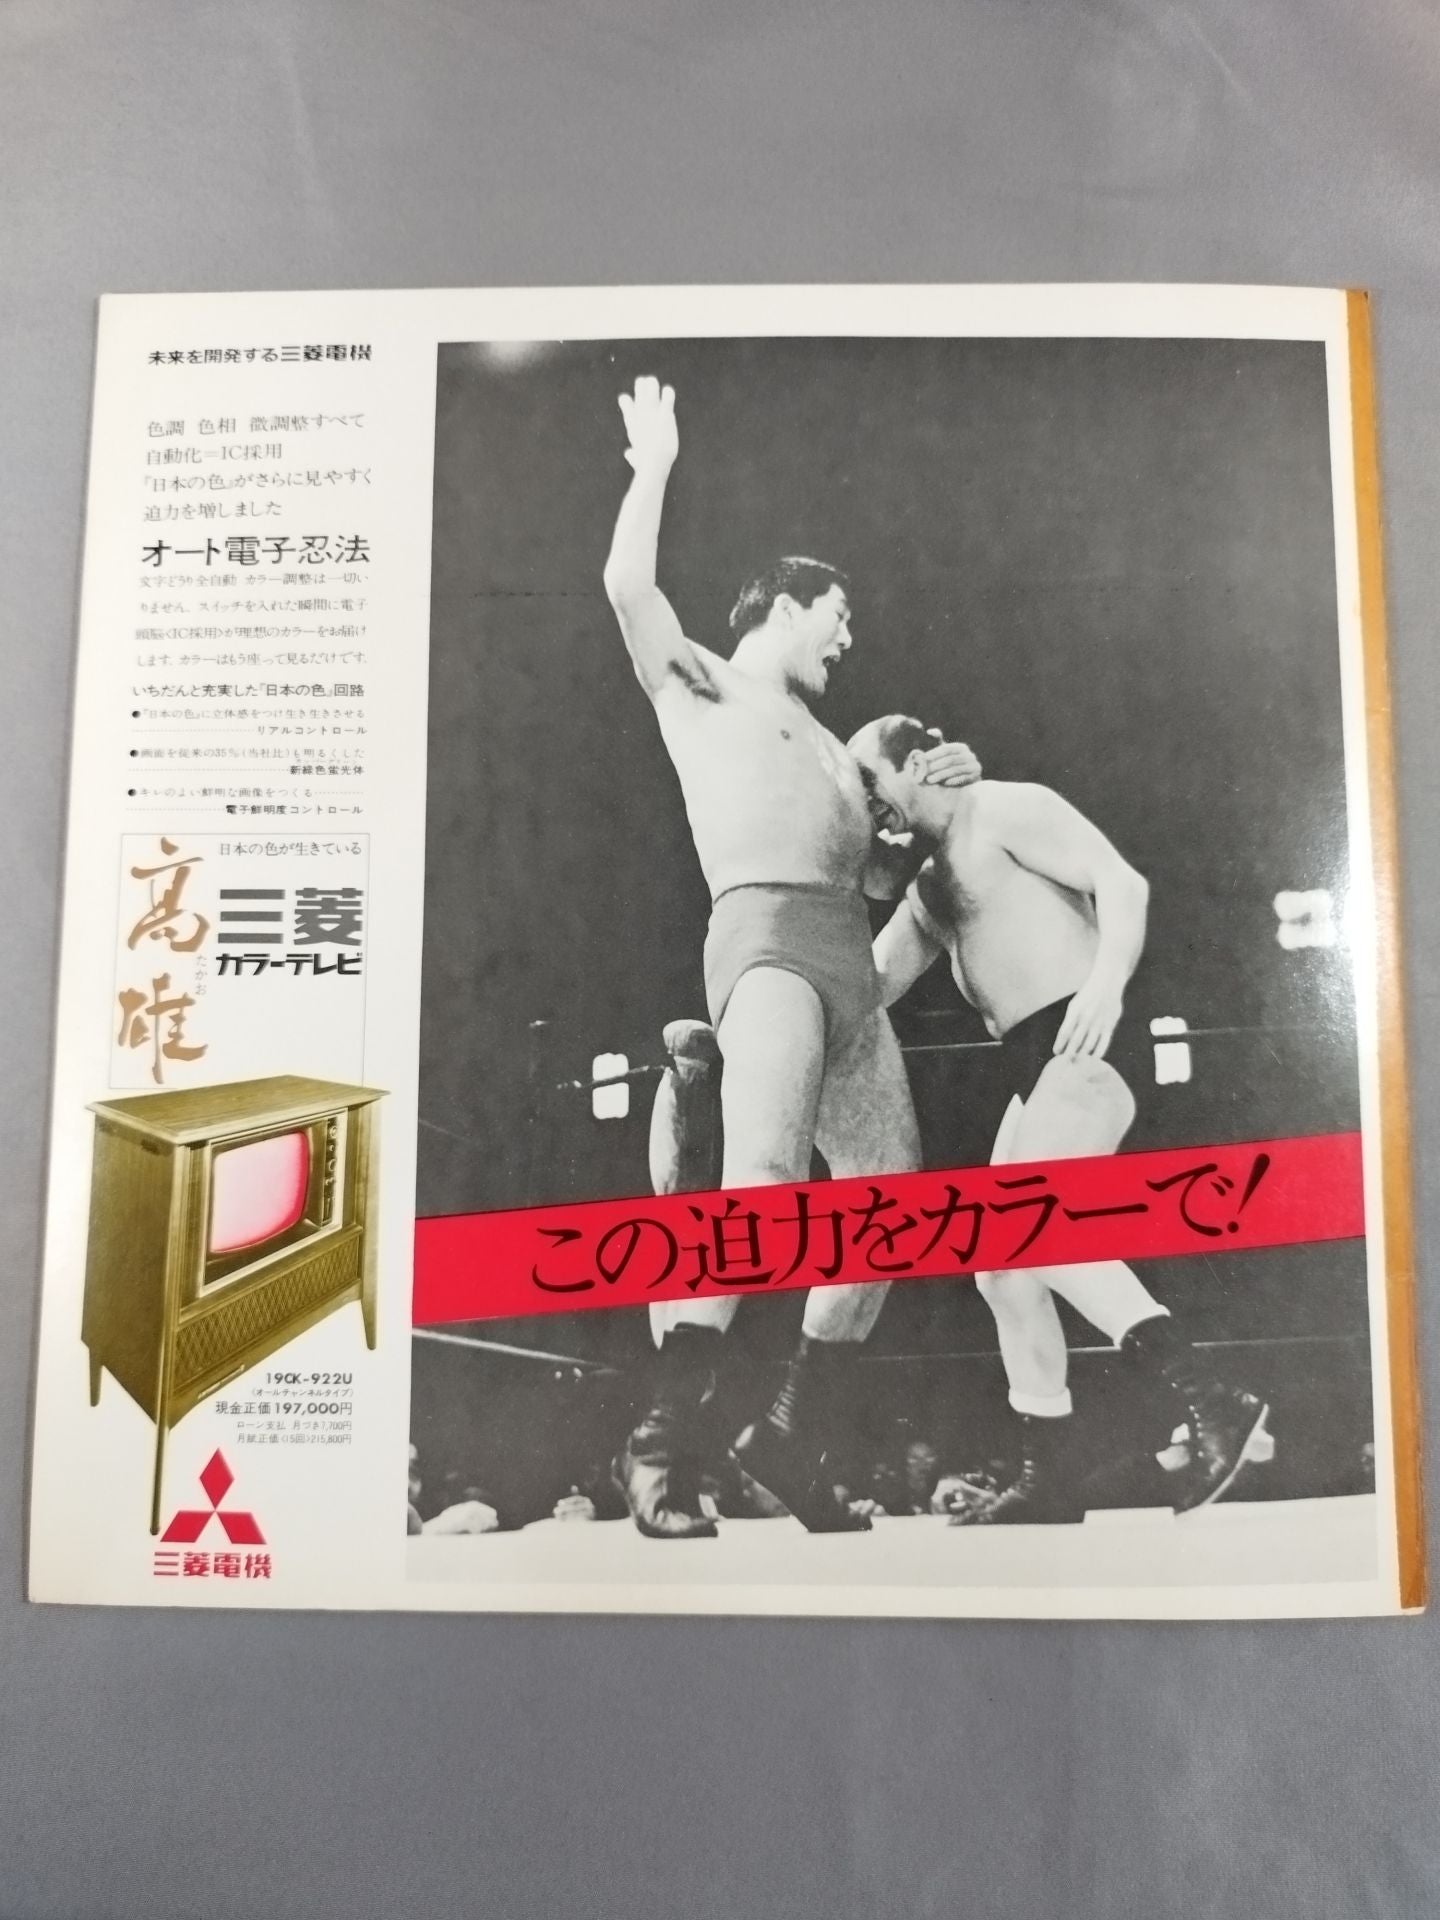 未来を開発する三菱電機
色調 色相 微調整すべて
自動化=IC採用
『日本の色』がさらに見やすく
迫力を増しました
オート電子忍法
文字どうり全自動 カラー調整は一切い
りません。スイッチを入れた瞬間に電子
頭脳<IC採用>が理想のカラーをお届け
します。カラーはもう座って見るだけです。
いちだんと充実した『日本の色』回路
●『日本の色』に立体感をつけ生き生きさせる
リアルコントロール
●画面を従来の35%(当社比)も明るくした
新緑色蛍光体
●キレのよい鮮明な画像をつくる
電子鮮明度コントロール
日本の色が生きている
高雄
たかお
三菱
カラーテレビ
19CK-922U
(オールチャンネルタイプ)
現金正価197,000円
ローン支払 月づき7,700円
月賦正価<15回>215,800円
三菱電機
この迫力をカラーで!